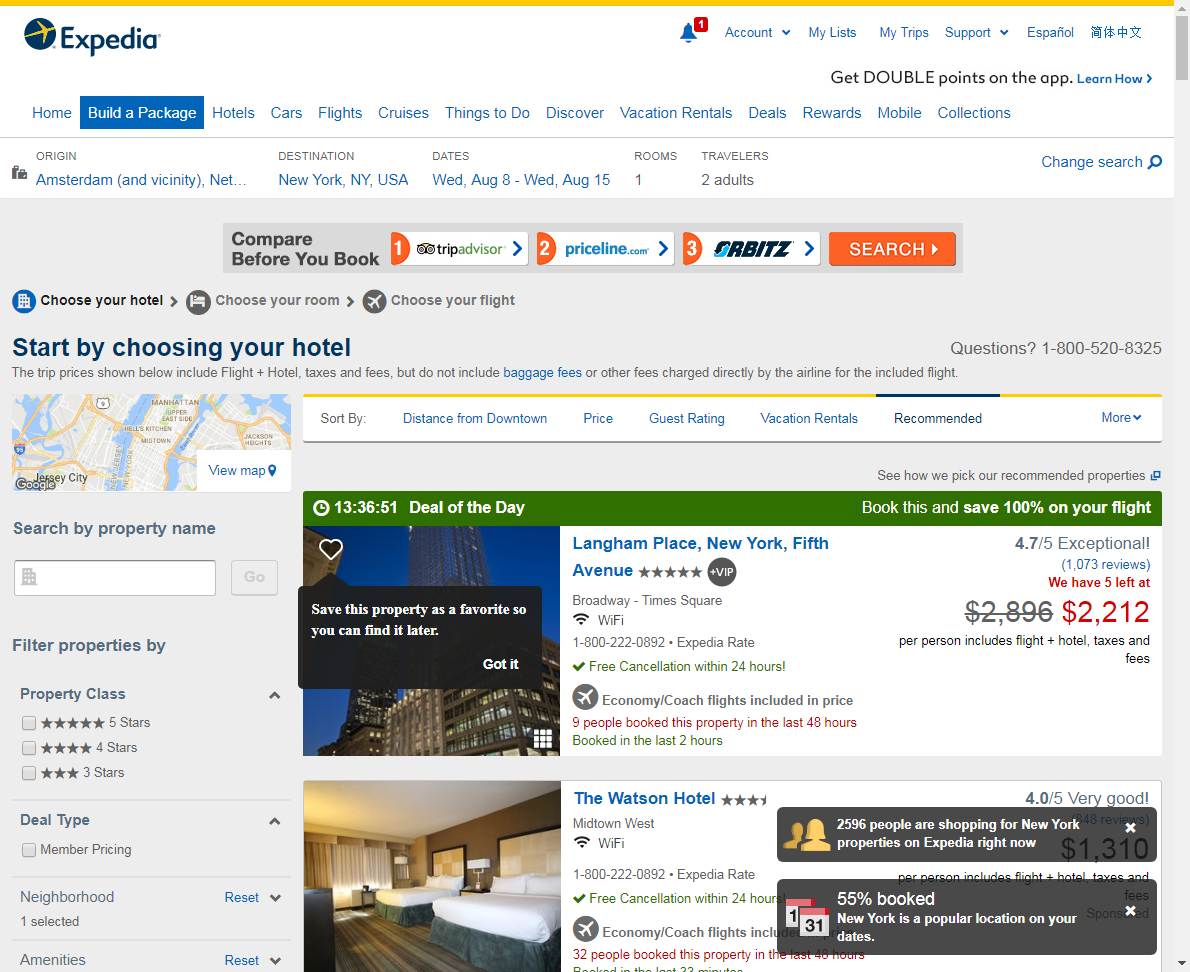 Expedia
1
Account
My Lists
My Trips
Support
Español
简体中文
Get DOUBLE points on the app. Learn How
Home
Build a Package
Hotels
Cars
Flights
Cruises
Things to Do
Discover
Vacation Rentals
Deals
Rewards
Mobile
Collections
ORIGIN
DESTINATION
DATES
ROOMS
TRAVELERS
Amsterdam (and vicinity), Net...
New York, NY, USA
Wed, Aug 8 - Wed, Aug 15
1
2 adults
Change search
Compare
Before You Book
1 tripadvisor
2 priceline.com
3 ORBITZ
SEARCH
Choose your hotel
Choose your room
Choose your flight
Start by choosing your hotel
Questions? 1-800-520-8325
The trip prices shown below include Flight + Hotel, taxes and fees, but do not include baggage fees or other fees charged directly by the airline for the included flight.
9
MANHATTAN
UPPER
EAST SIDE
HELL'S KITCHEN
MIDTOWN
JACKSON
HEIGHTS
95
NEW JERSEY
NEW YORK
East River
Jersey City
Google
View map
Sort By:
Distance from Downtown
Price
Guest Rating
Vacation Rentals
Recommended
More
See how we pick our recommended properties
Search by property name
Go
Filter properties by
Property Class
5 Stars
4 Stars
3 Stars
Deal Type
Member Pricing
Neighborhood
Reset
1 selected
Amenities
Reset
13:36:51 Deal of the Day
Book this and save 100% on your flight
Save this property as a favorite so
you can find it later.
Got it
Langham Place, New York, Fifth
Avenue
+VIP
Broadway - Times Square
WiFi
1-800-222-0892 • Expedia Rate
Free Cancellation within 24 hours!
Economy/Coach flights included in price
9 people booked this property in the last 48 hours
Booked in the last 2 hours
4.7/5 Exceptional!
(1,073 reviews)
We have 5 left at
$2,896 $2,212
per person includes flight + hotel, taxes and
fees
The Watson Hotel
Midtown West
WiFi
1-800-222-0892 • Expedia Rate
Free Cancellation within 24 hours!
Economy/Coach flights included in price
32 people booked this property in the last 48 hours
Booked in the last 23 minutes
4.0/5 Very good!
reviews)
$1,310
per person includes flight + hotel, taxes and
fees
Sponsored
2596 people are shopping for New York
properties on Expedia right now
1
31
55% booked
New York is a popular location on your
dates.